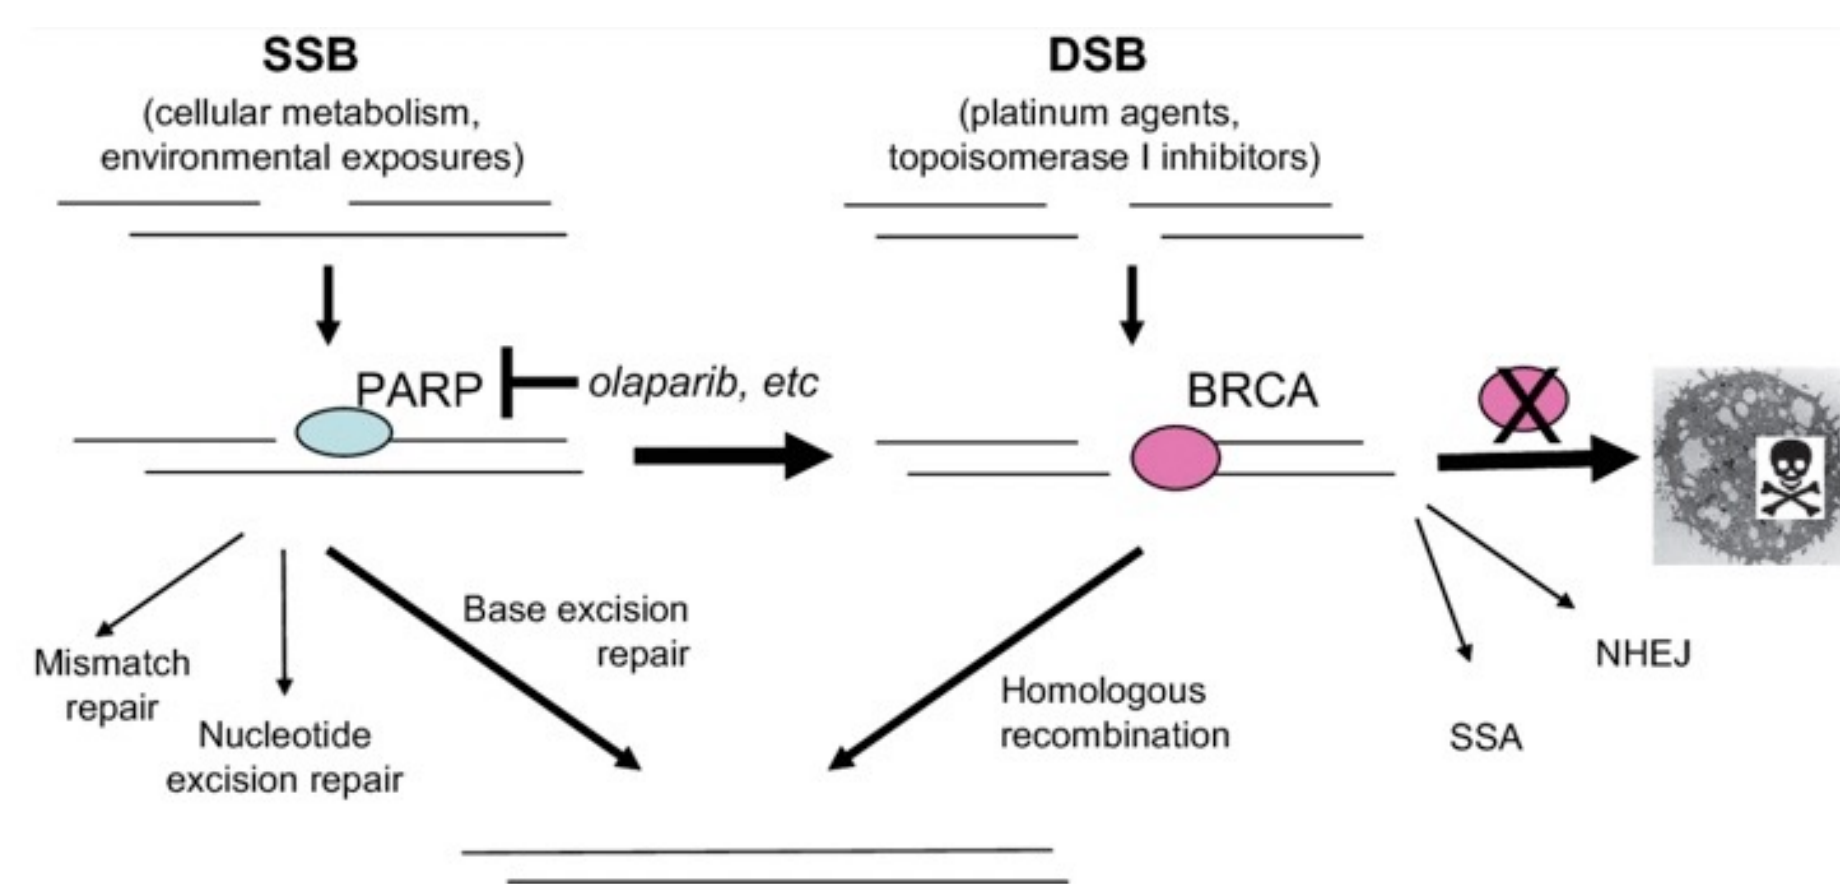 SSB
(cellular metabolism,
environmental exposures)
DSB
(platinum agents,
topoisomerase I inhibitors)
PARP
olaparib, etc
BRCA
X
Base excision
repair
Mismatch
repair
Nucleotide
excision repair
Homologous
recombination
NHEJ
SSA